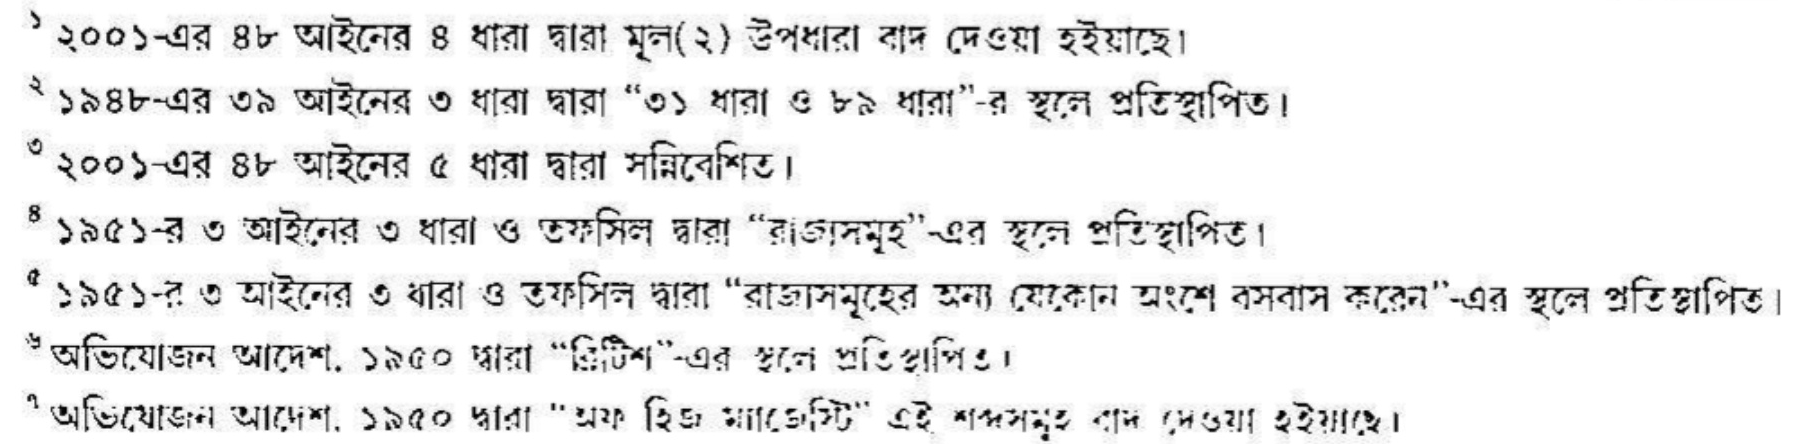 ১ ২০০১-এর ৪৮ আইনের ৪ ধারা দ্বারা মূল(২) উপধারা বাদ দেওয়া হইয়াছে।
২ ১৯৪৮-এর ৩৯ আইনের ৩ ধারা দ্বারা “৩১ ধারা ও ৮৯ ধারা”-র স্থলে প্রতিস্থাপিত।
৩ ২০০১-এর ৪৮ আইনের ৫ ধারা দ্বারা সন্নিবেশিত।
৪ ১৯৫১-র ৩ আইনের ৩ ধারা ও তফসিল দ্বারা “রাজ্যসমূহ”-এর স্থলে প্রতিস্থাপিত।
৫ ১৯৫১-র ৩ আইনের ৩ ধারা ও তফসিল দ্বারা “রাজ্যসমূহের অন্য যেকোন অংশে বসবাস করেন”-এর স্থলে প্রতিস্থাপিত।
৬ অভিযোজন আদেশ, ১৯৫০ দ্বারা “ব্রিটিশ”-এর স্থলে প্রতিস্থাপিত।
৭ অভিযোজন আদেশ, ১৯৫০ দ্বারা “অফ হিজ ম্যাজেস্টি” এই শব্দসমূহ বাদ দেওয়া হইয়াছে।